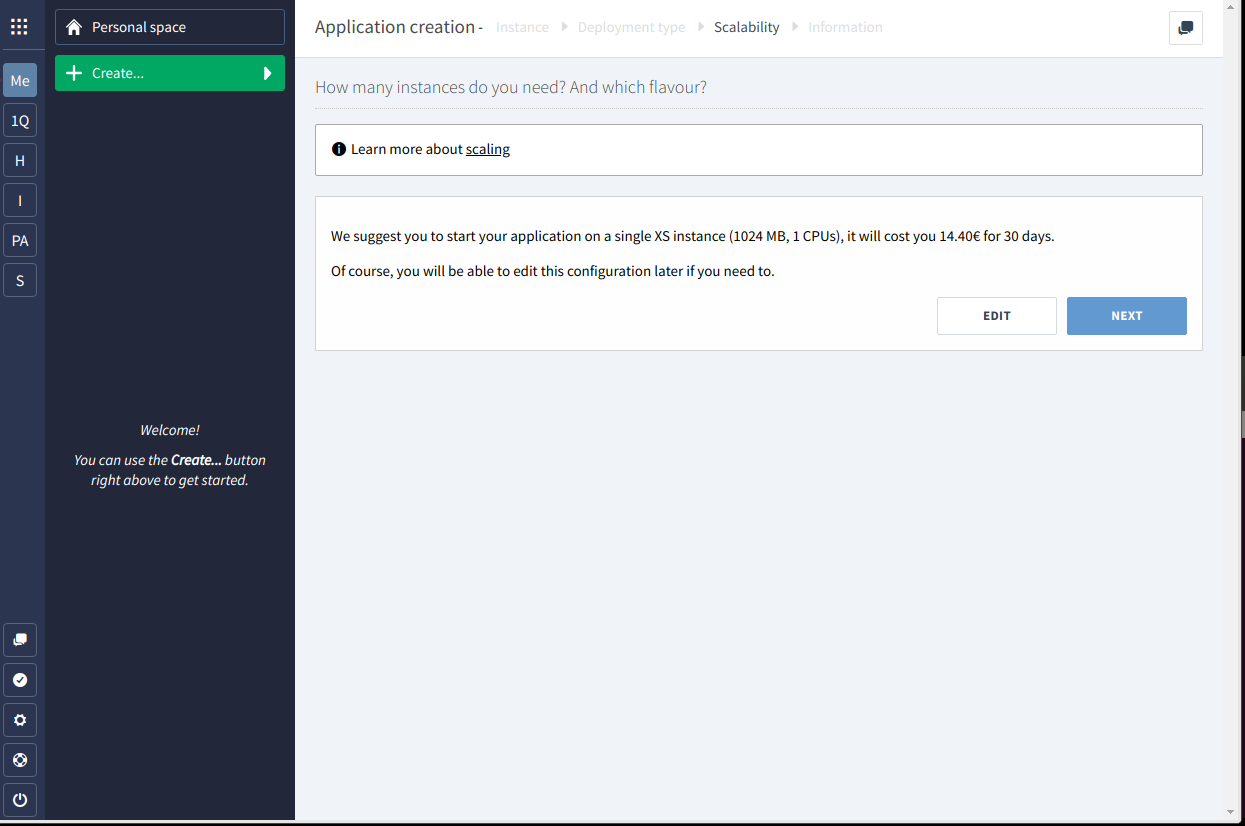 Personal space
Application creation - Instance Deployment type Scalability Information
Me
Create...
How many instances do you need? And which flavour?
1Q
Learn more about scaling
H
I
PA
We suggest you to start your application on a single XS instance (1024 MB, 1 CPUs), it will cost you 14.40€ for 30 days.
Of course, you will be able to edit this configuration later if you need to.
S
EDIT NEXT
Welcome!
You can use the Create... button
right above to get started.